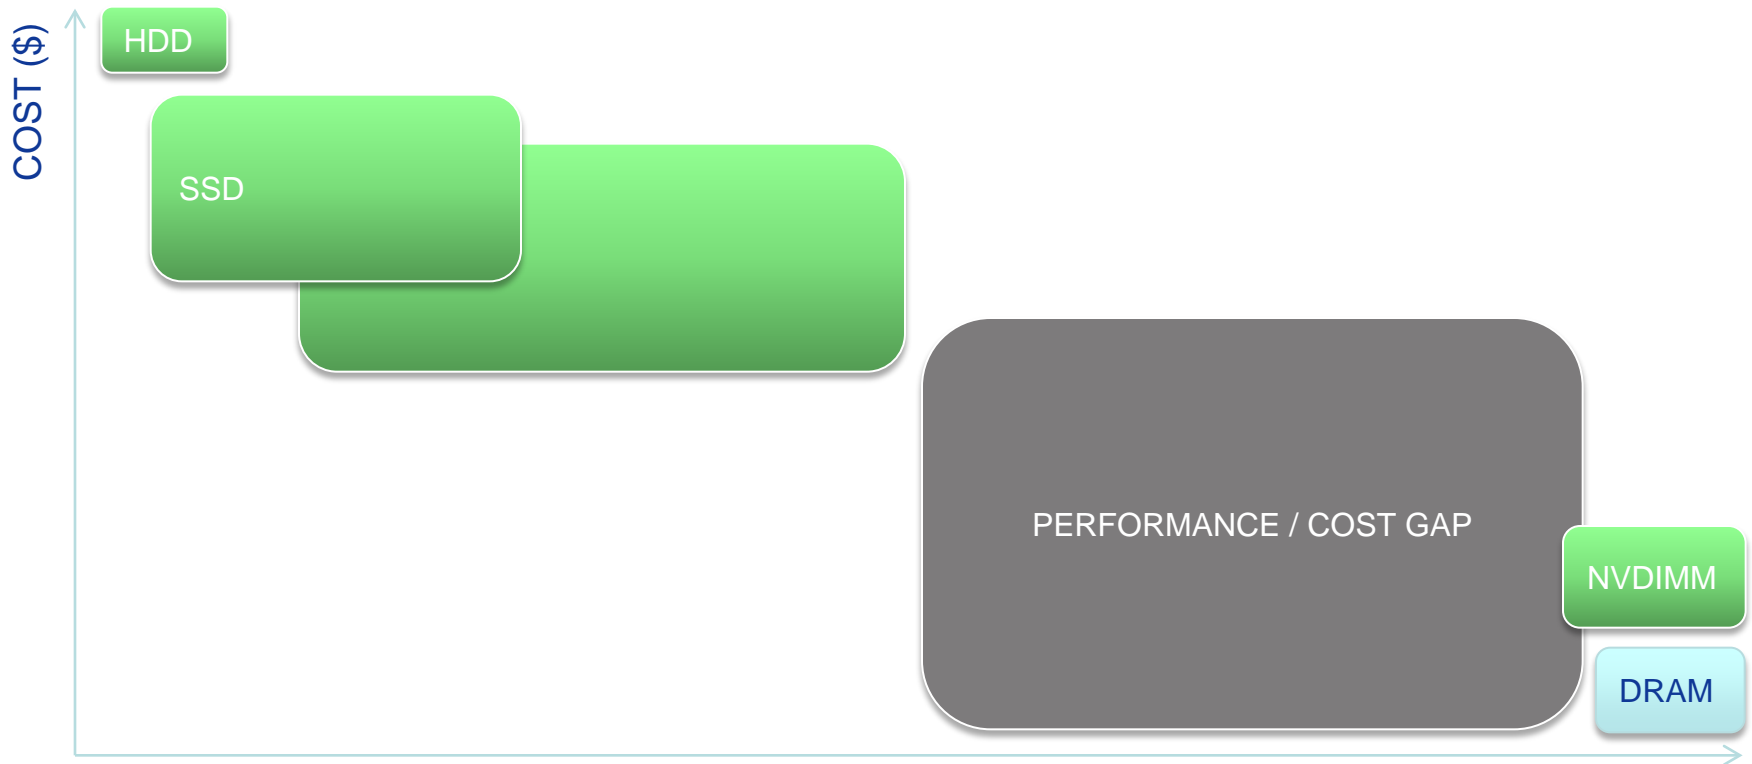 COST ($)
HDD
SSD
PERFORMANCE / COST GAP
NVDIMM
DRAM